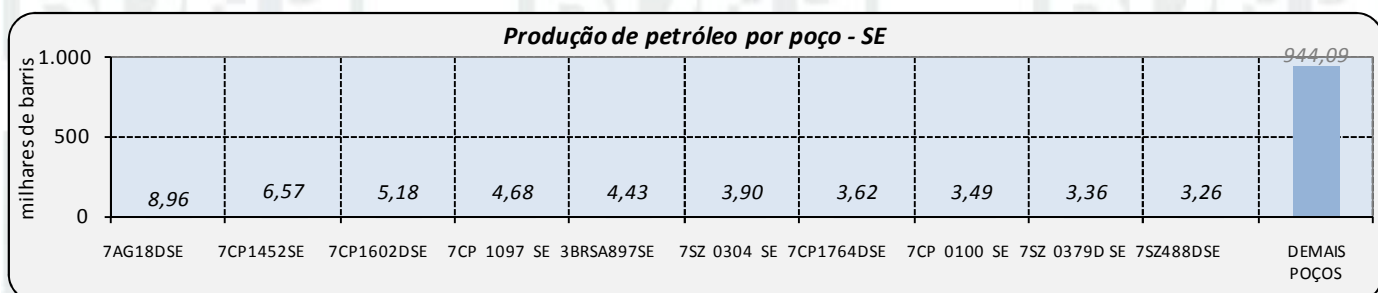 Produção de petróleo por poço - SE
milhares de barris
1.000
500
0
944,09
8,96 6,57 5,18 4,68 4,43 3,90 3,62 3,49 3,36 3,26
7AG18DSE 7CP1452SE 7CP1602DSE 7CP 1097 SE 3BRSA897SE 7SZ 0304 SE 7CP1764DSE 7CP 0100 SE 7SZ 0379D SE 7SZ488DSE DEMAIS
POÇOS